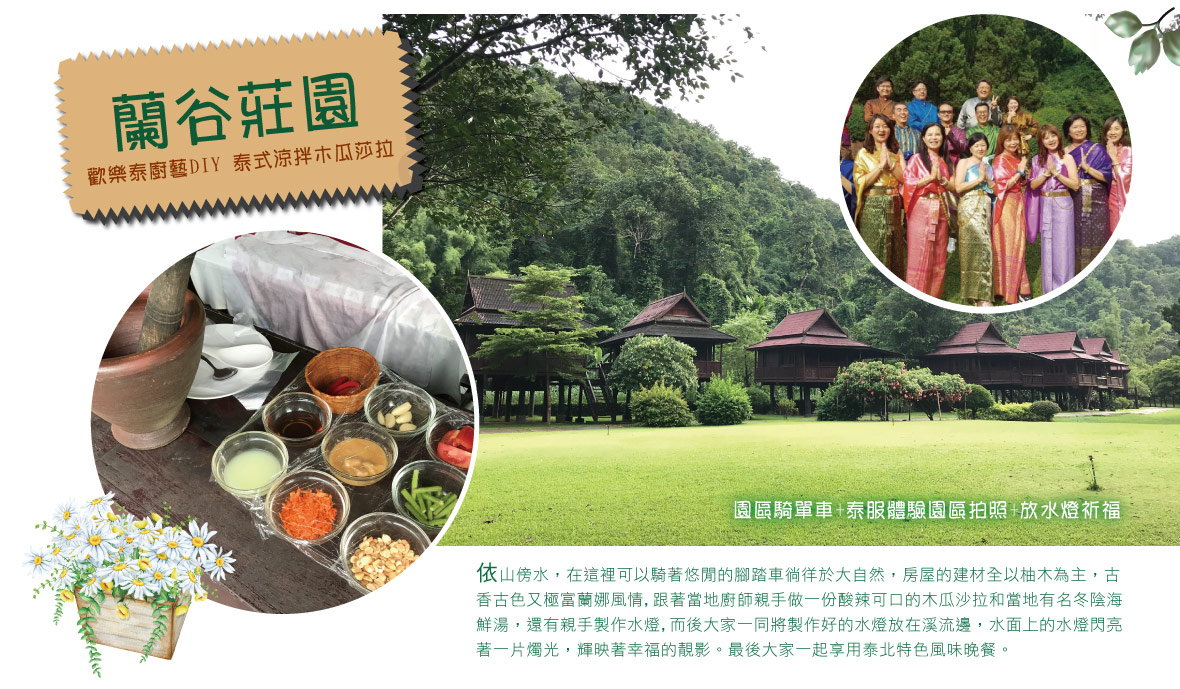 蘭谷莊園
歡樂泰廚藝DIY 泰式涼拌木瓜莎拉
園區騎單車+泰服體驗園區拍照+放水燈祈福
依山傍水，在這裡可以騎著悠閒的腳踏車徜徉於大自然，房屋的建材全以柚木為主，古
香古色又極富蘭娜風情,跟著當地廚師親手做一份酸辣可口的木瓜沙拉和當地有名冬陰海
鮮湯，還有親手製作水燈,而後大家一同將製作好的水燈放在溪流邊，水面上的水燈閃亮
著一片燭光，輝映著幸福的靚影。最後大家一起享用泰北特色風味晚餐。